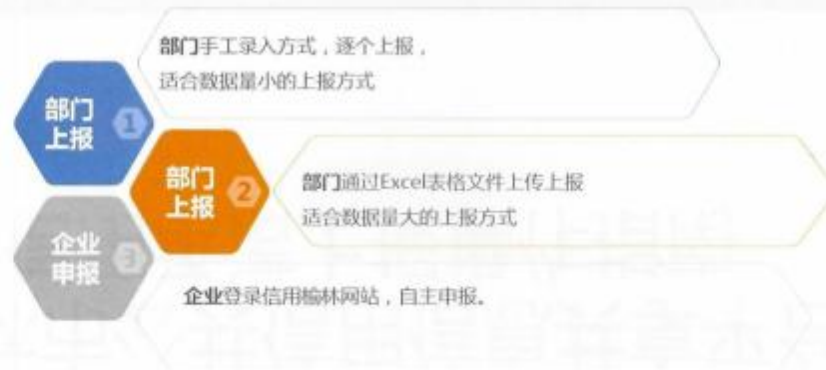 部门手工录入方式，逐个上报，
适合数据量小的上报方式
部门
上报
1
部门
上报
2
部门通过Excel表格文件上传上报
适合数据量大的上报方式
企业
申报
3
企业登录信用榆林网站，自主申报。